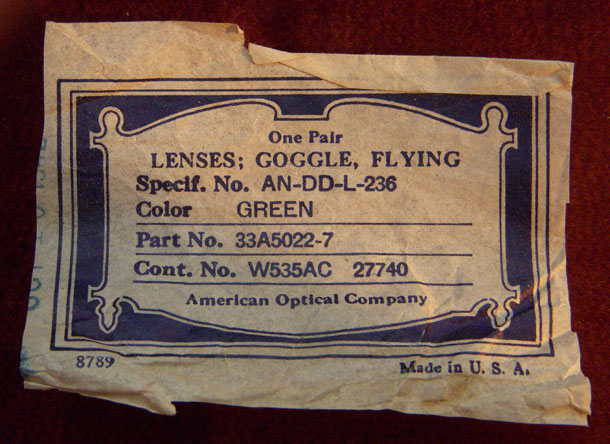 One Pair
LENSES; GOGGLE, FLYING
Specif. No. AN-DD-L-236
Color GREEN
Part No. 33A5022-7
Cont. No. W535AC 27740
American Optical Company
8789
Made in U. S. A.